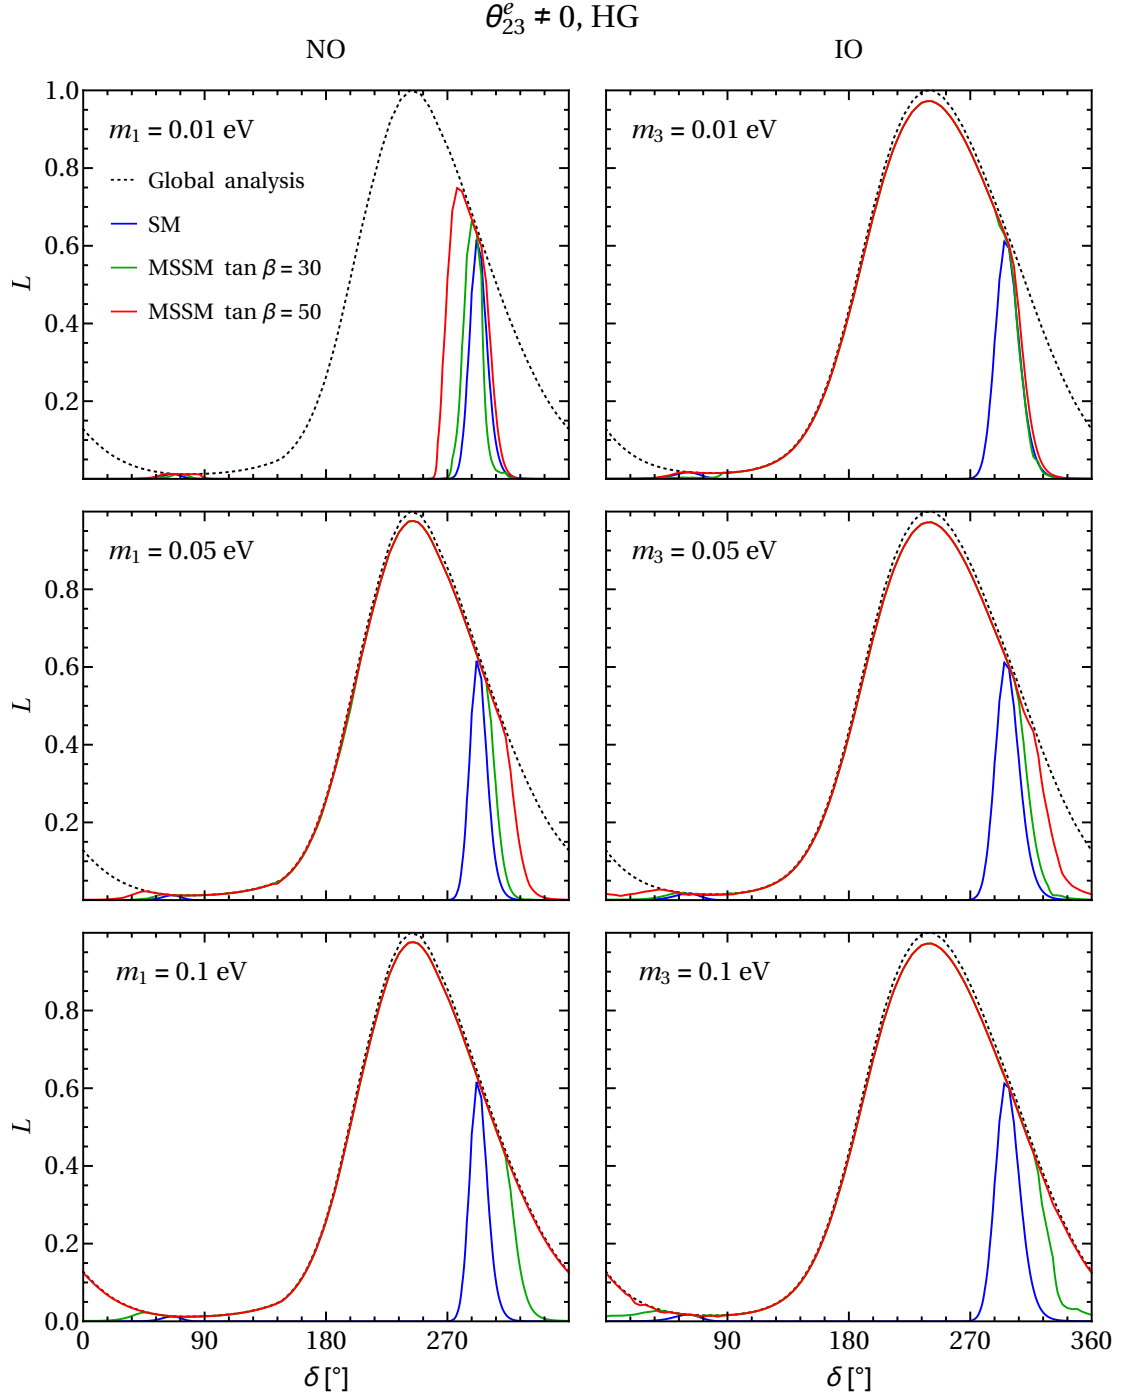 θ₂₃ᵉ ≠ 0, HG
NO IO
1.0
0.8
0.6
0.4
0.2
L
m₁ = 0.01 eV
Global analysis
SM
MSSM tan β = 30
MSSM tan β = 50
m₃ = 0.01 eV
0.8
0.6
0.4
0.2
L
m₁ = 0.05 eV
m₃ = 0.05 eV
0.8
0.6
0.4
0.2
0.0
L
m₁ = 0.1 eV
m₃ = 0.1 eV
0 90 180 270
90 180 270 360
δ [°]
δ [°]